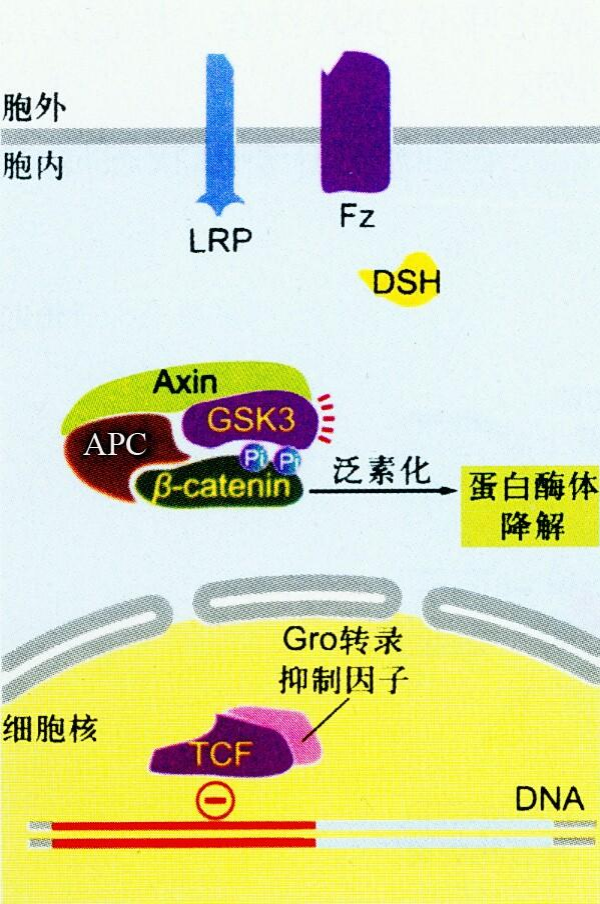 胞外
胞内
LRP
Fz
DSH
Axin
GSK3
APC
Pi
Pi
β-catenin
泛素化
蛋白酶体
降解
Gro转录
抑制因子
细胞核
TCF
DNA